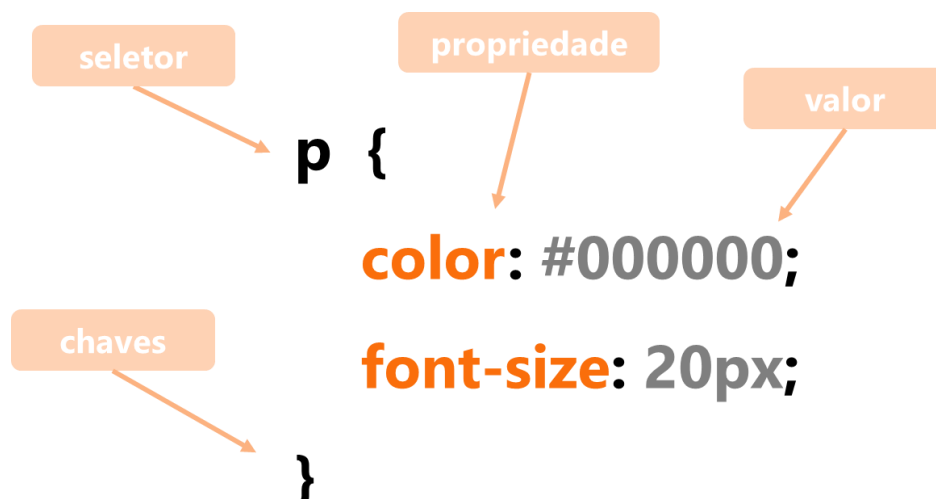 propriedade
seletor
valor
p {
color: #000000;
chaves
font-size: 20px;
}